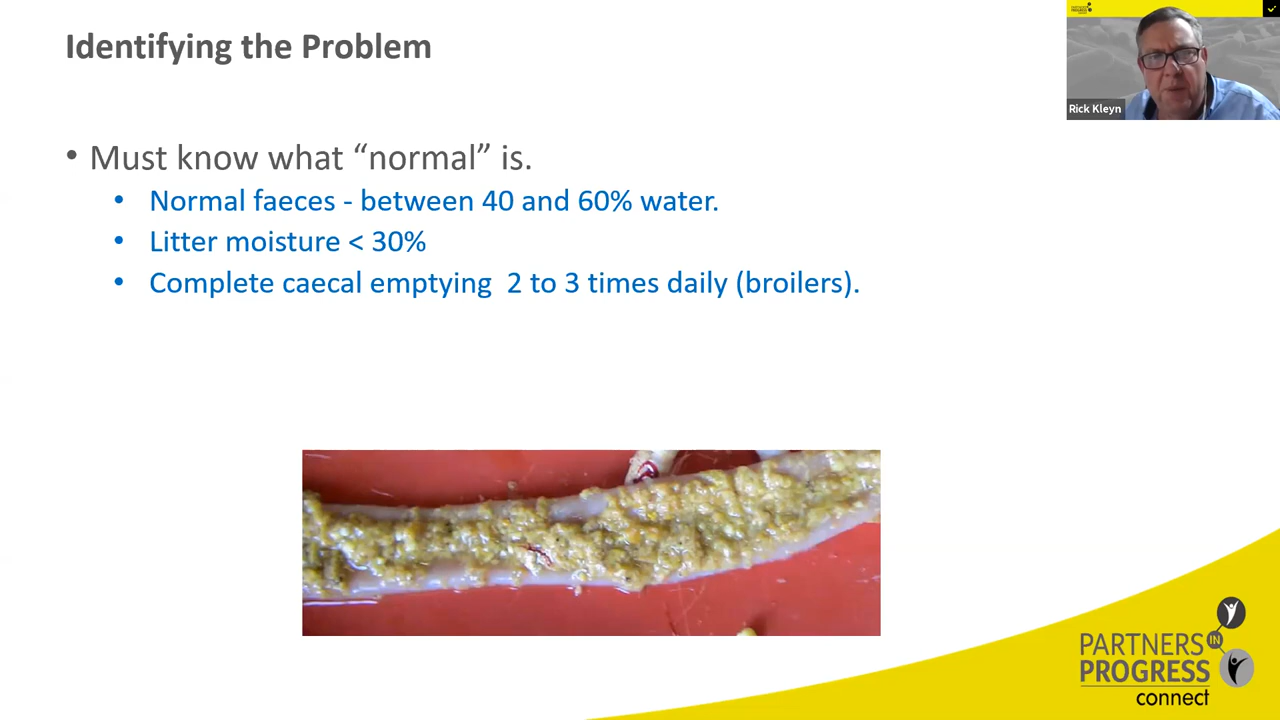 Identifying the Problem
Rick Kleyn
• Must know what “normal” is.
• Normal faeces - between 40 and 60% water.
• Litter moisture < 30%
• Complete caecal emptying  2 to 3 times daily (broilers).
PARTNERS IN
PROGRESS
connect